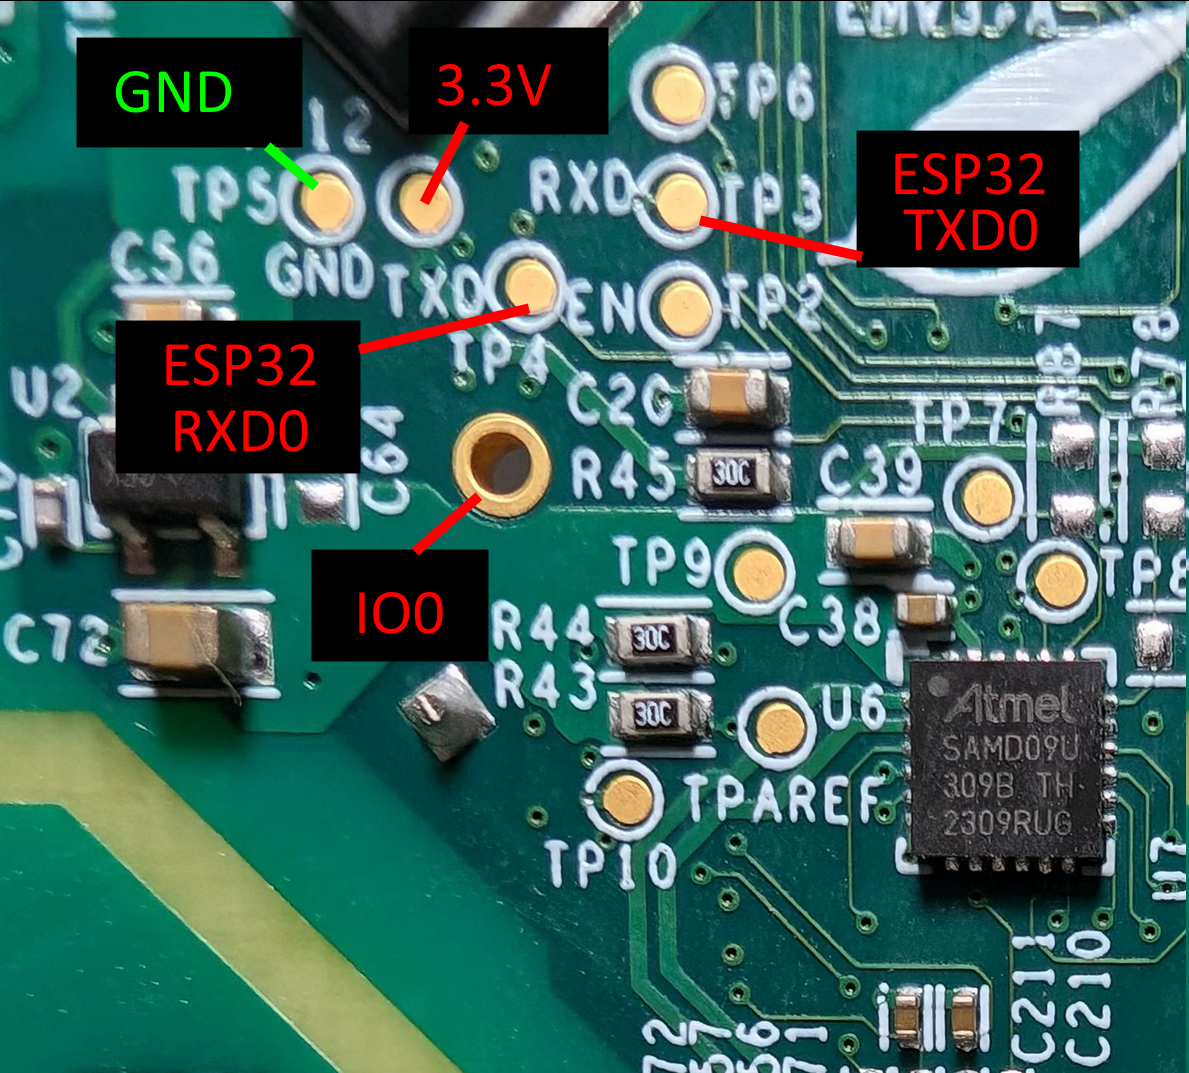 GND
3.3V
12
TP6
TP5
RXD
TP3
ESP32
TXD0
C56
GND
TXD
EN
TP2
ESP32
RXD0
TP4
U2
C20
TP7
R87
R78
C64
R45
30C
C39
IO0
TP9
TP8
C72
R44
30C
C38
R43
30C
U6
Atmel
SAMD09U
309B TH
2309RUG
TPAREF
TP10
U7
C211
C210